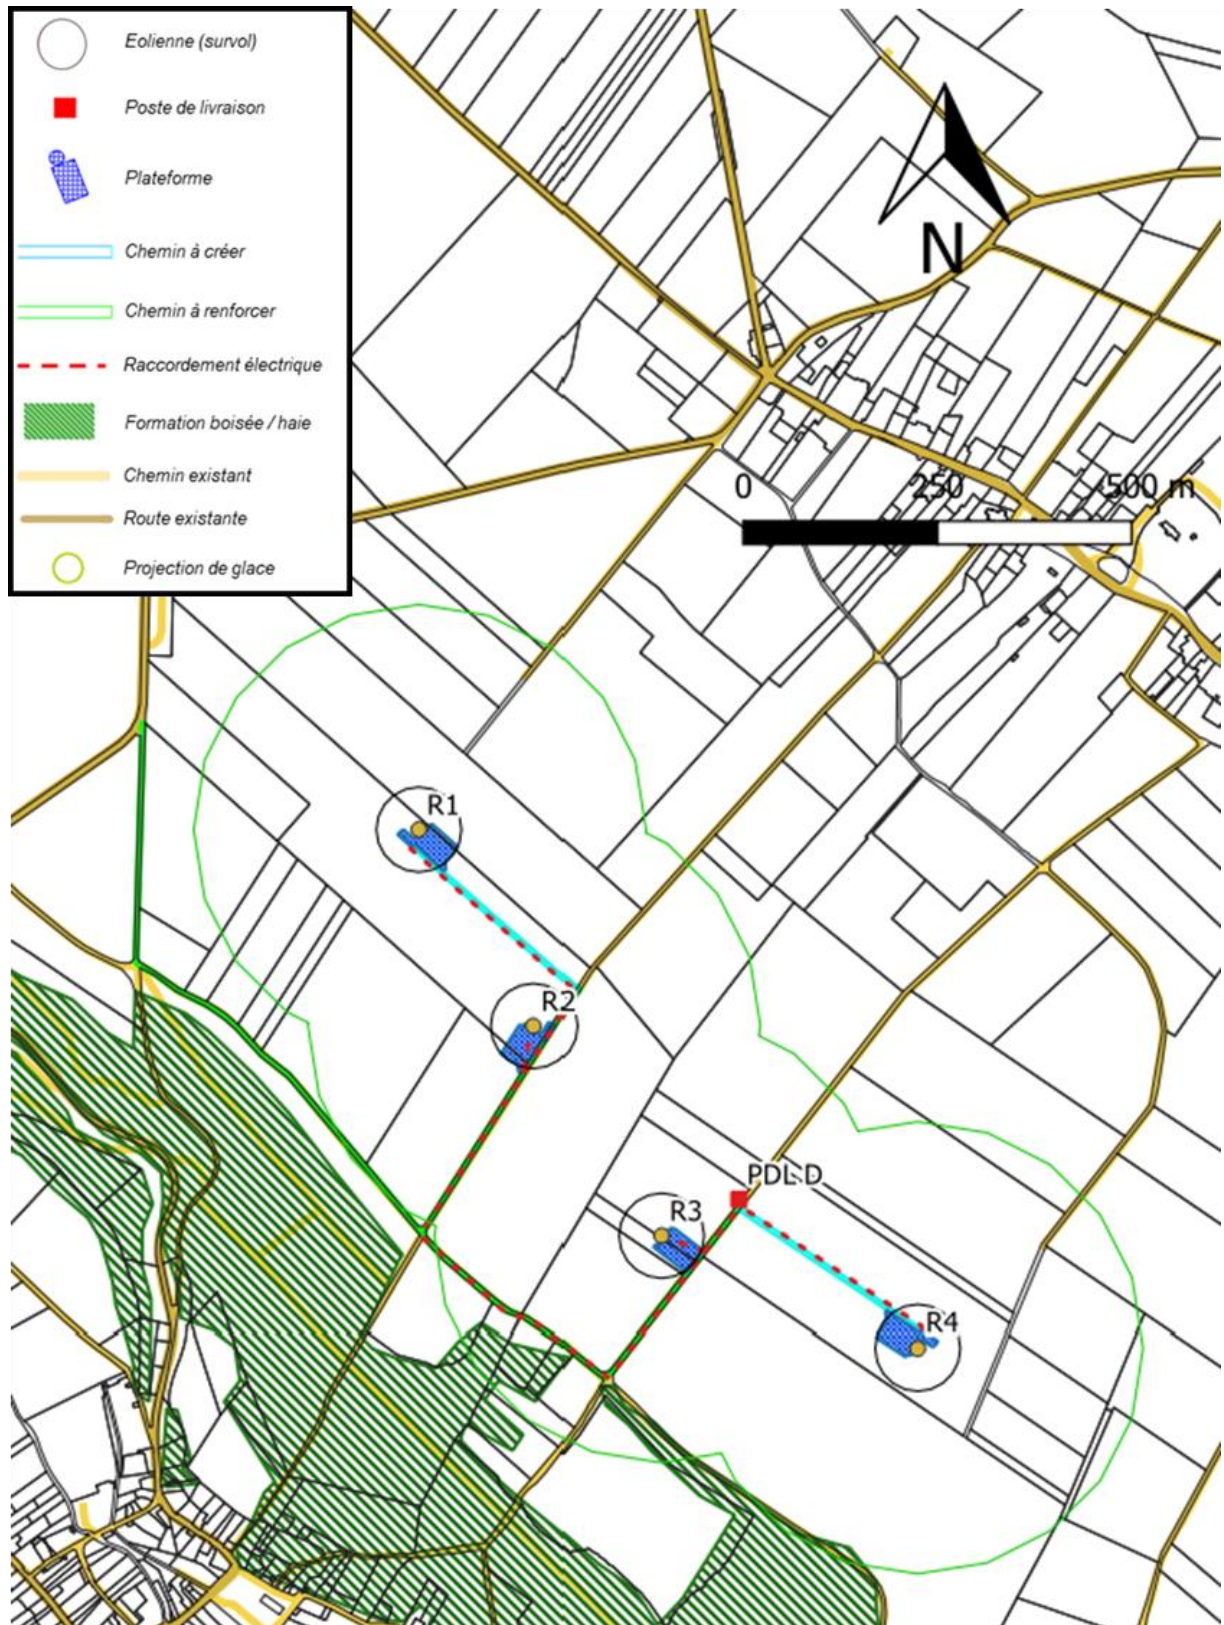 Eolienne (survol)
Poste de livraison
Plateforme
Chemin à créer
Chemin à renforcer
Raccordement électrique
Formation boisée / haie
Chemin existant
Route existante
Projection de glace
N
0 250 500 m
R1
R2
PDL D
R3
R4